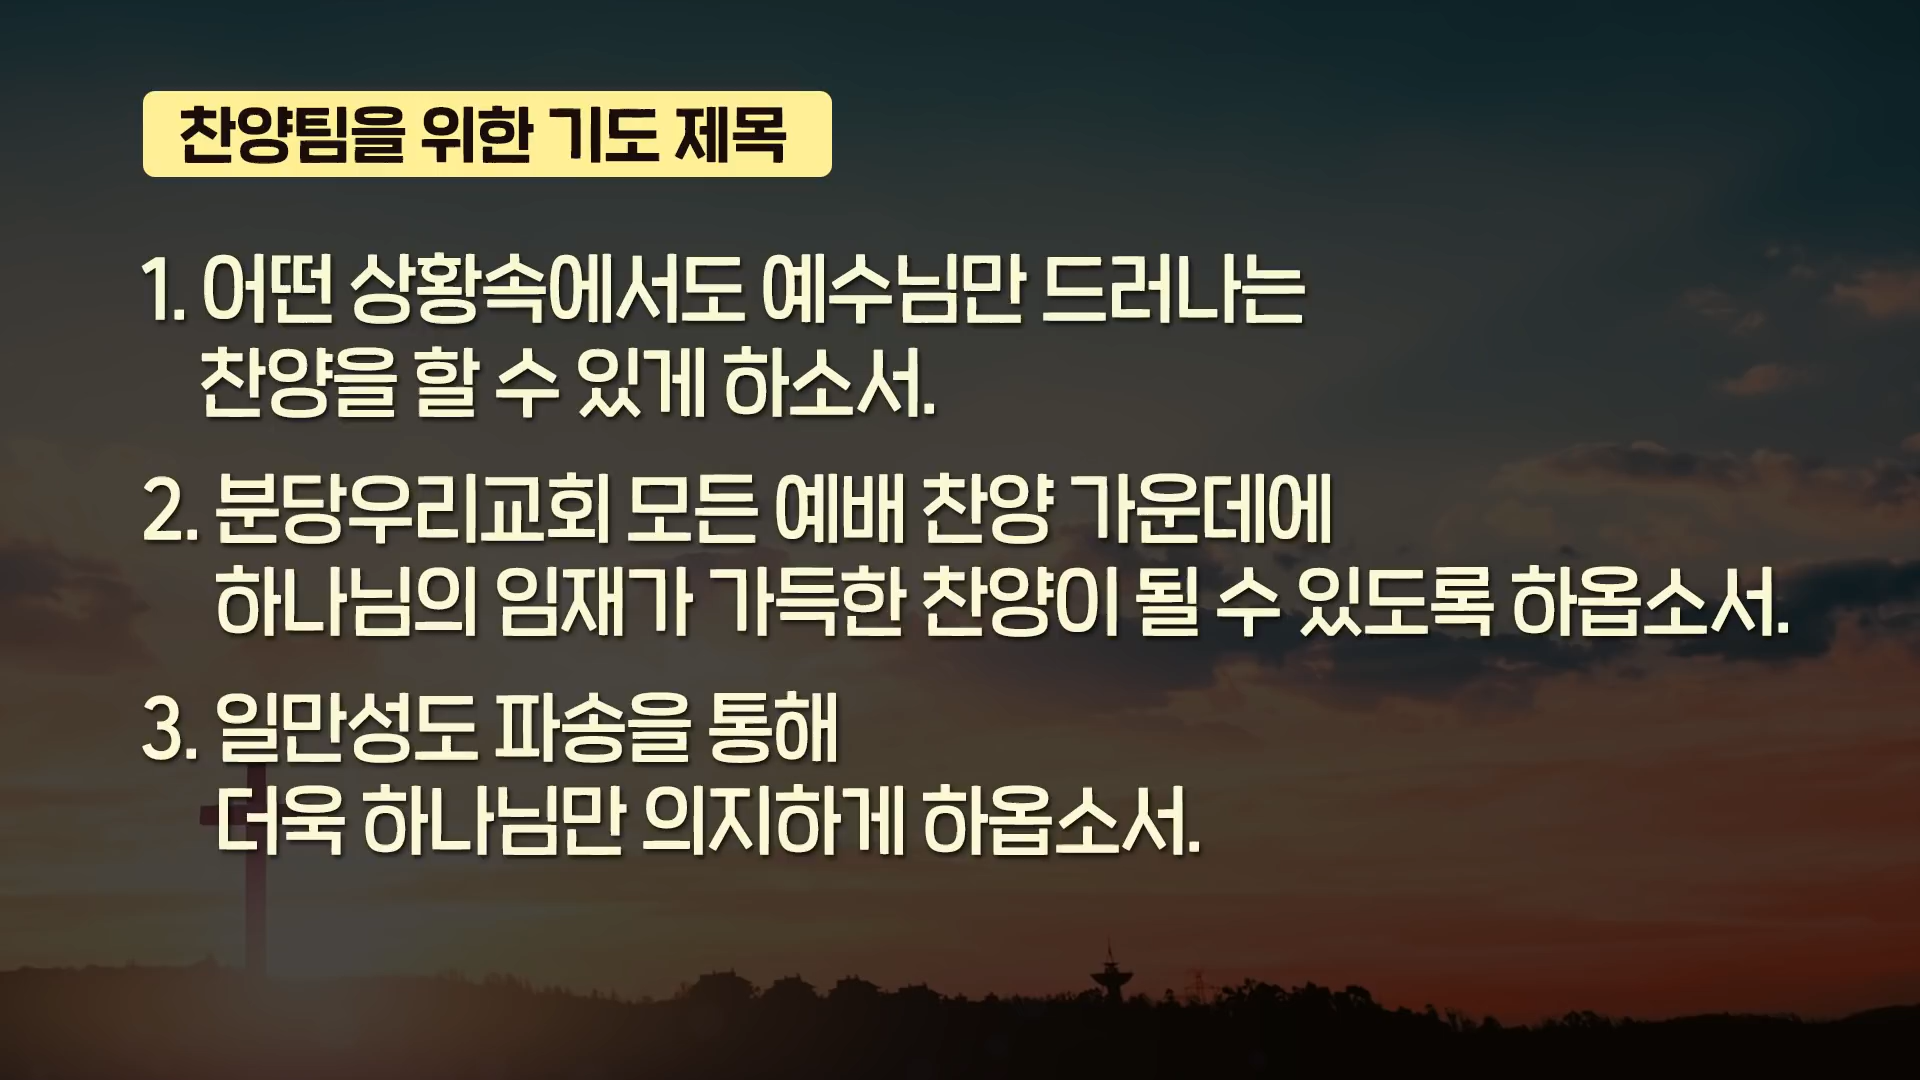 찬양팀을 위한 기도 제목
1. 어떤 상황속에서도 예수님만 드러나는
찬양을 할 수 있게 하소서.
2. 분당우리교회 모든 예배 찬양 가운데에
하나님의 임재가 가득한 찬양이 될 수 있도록 하옵소서.
3. 일만성도 파송을 통해
더욱 하나님만 의지하게 하옵소서.